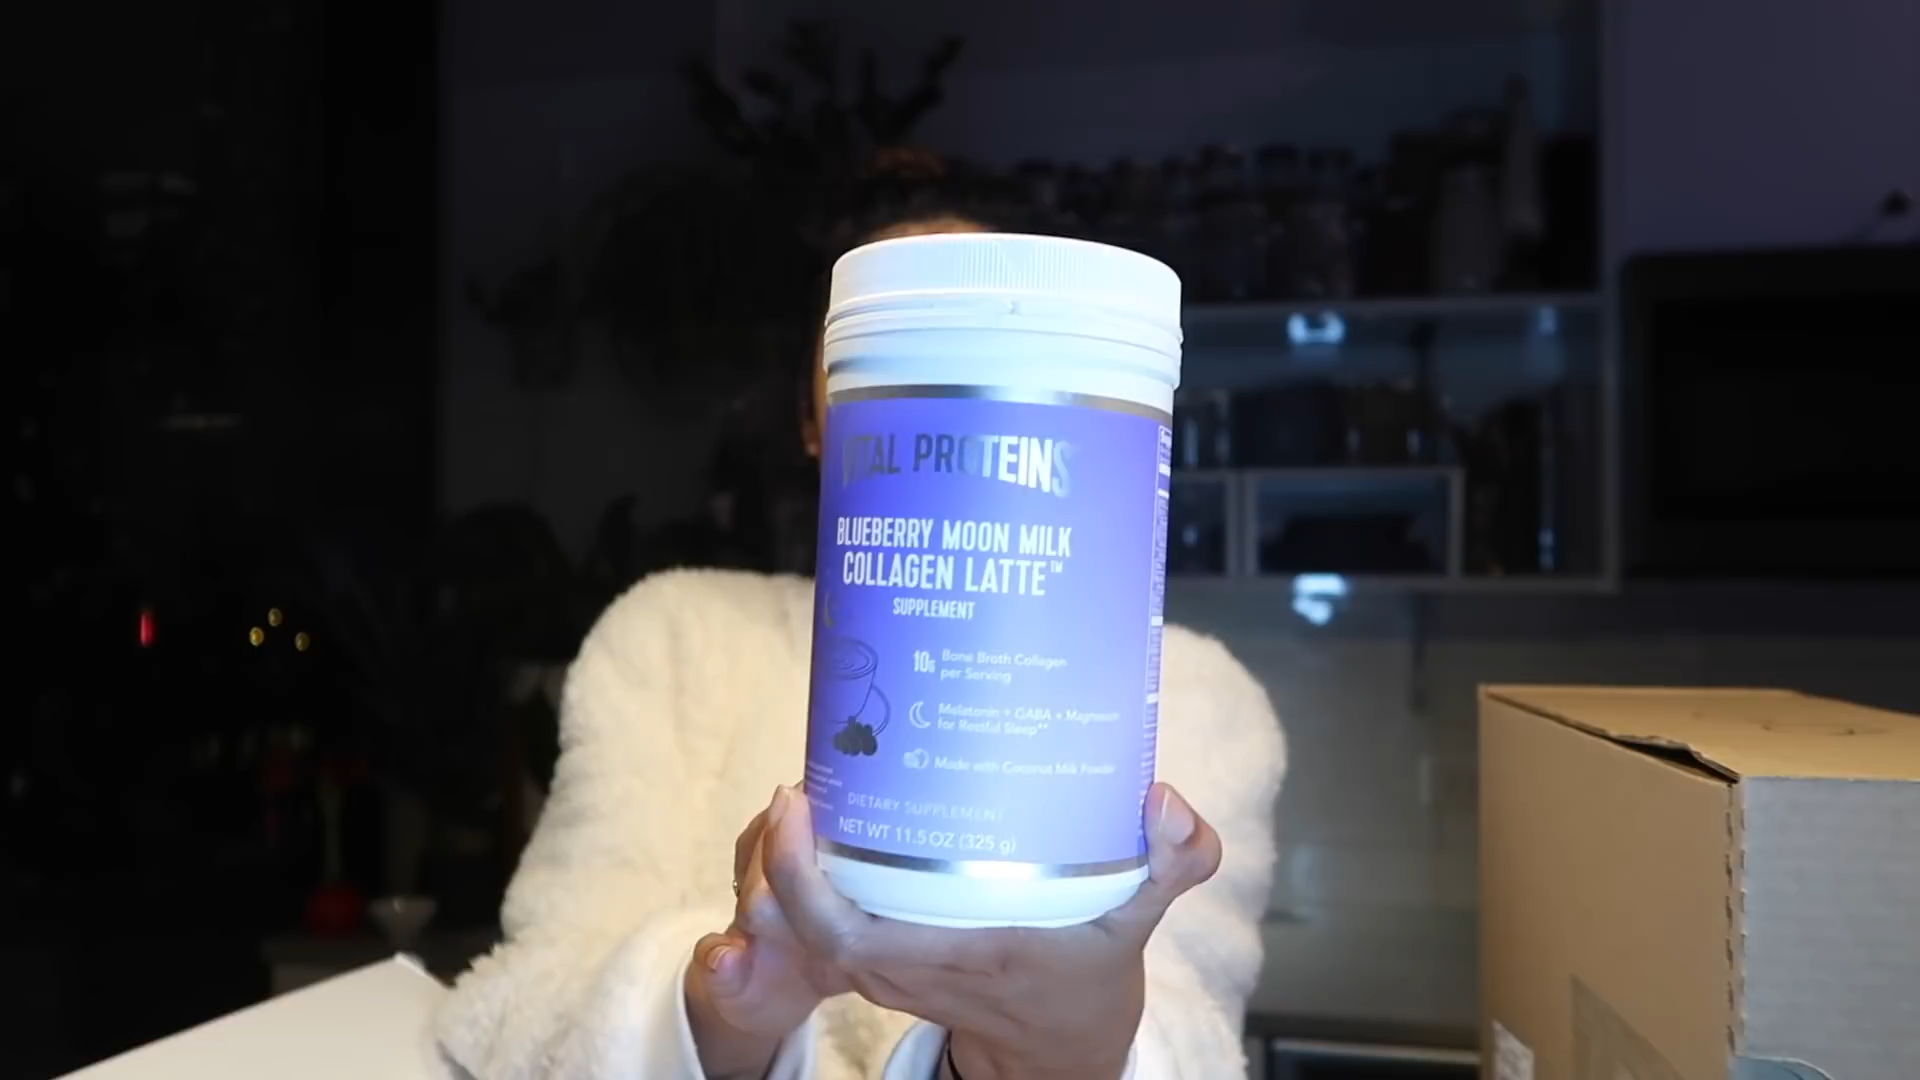 VITAL PROTEINS
BLUEBERRY MOON MILK
COLLAGEN LATTE™
SUPPLEMENT
10G Bone Broth Collagen
per Serving
Melatonin + GABA + Magnesium
for Restful Sleep**
Made with Coconut Milk Powder
DIETARY SUPPLEMENT
NET WT 11.5 OZ (325 g)